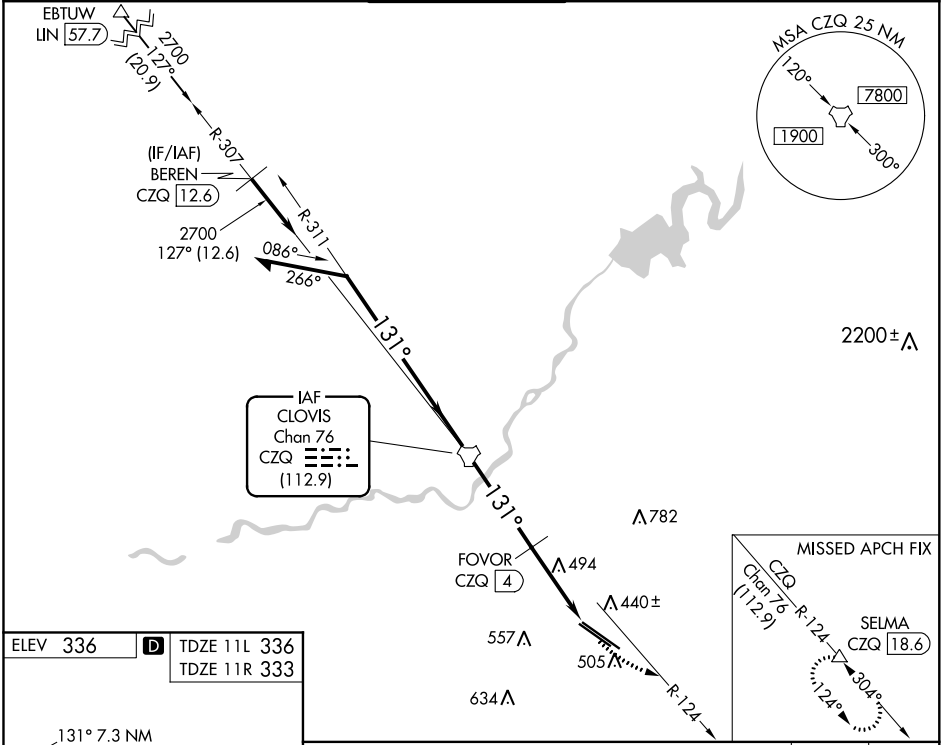 EBTUW
LIN 57.7
2700
127°
(20.9)
R-307
(IF/IAF)
BEREN
CZQ 12.6
2700
127° (12.6)
R-311
086°
266°
131°
IAF
CLOVIS
Chan 76
CZQ
(112.9)
131°
FOVOR
CZQ 4
MSA CZQ 25 NM
120°
7800
1900
300°
2200±
782
494
440±
557
505
634
R-124
MISSED APCH FIX
CZQ
Chan 76
(112.9)
R-124
SELMA
CZQ 18.6
304°
124°
ELEV 336 D TDZE 11L 336
TDZE 11R 333
131° 7.3 NM